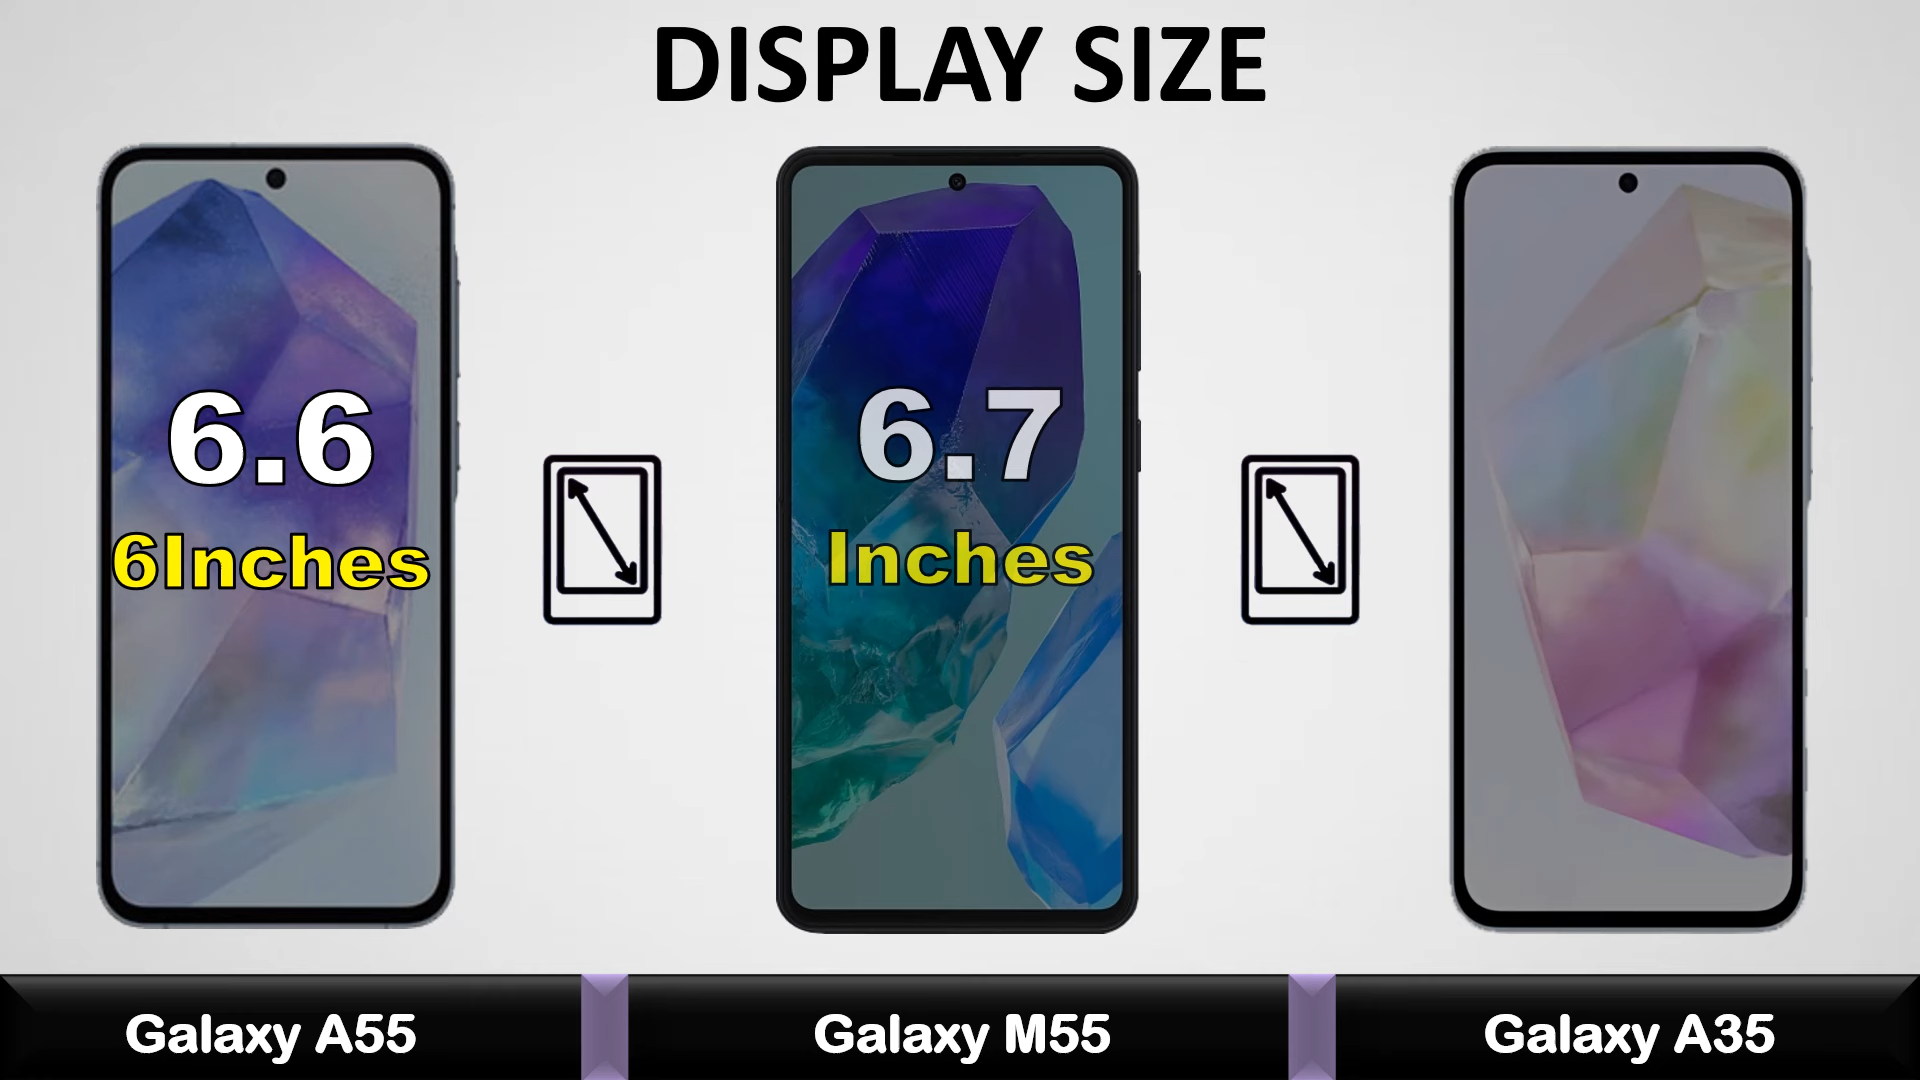 DISPLAY SIZE
6.6
6Inches
6.7
Inches
Galaxy A55
Galaxy M55
Galaxy A35